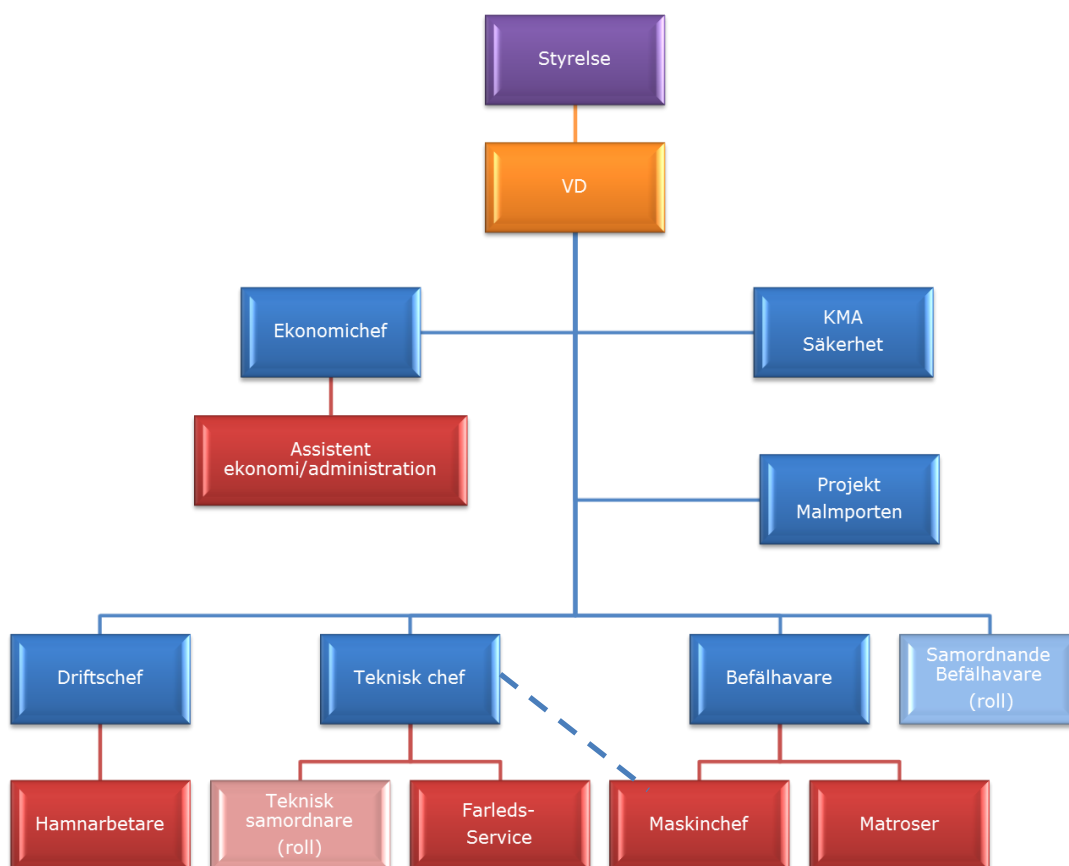 Styrelse
VD
Ekonomichef
KMA
Säkerhet
Assistent
ekonomi/administration
Projekt
Malmporten
Driftschef
Teknisk chef
Befälhavare
Samordnande
Befälhavare
(roll)
Hamnarbetare
Teknisk
samordnare
(roll)
Farleds-
Service
Maskinchef
Matroser